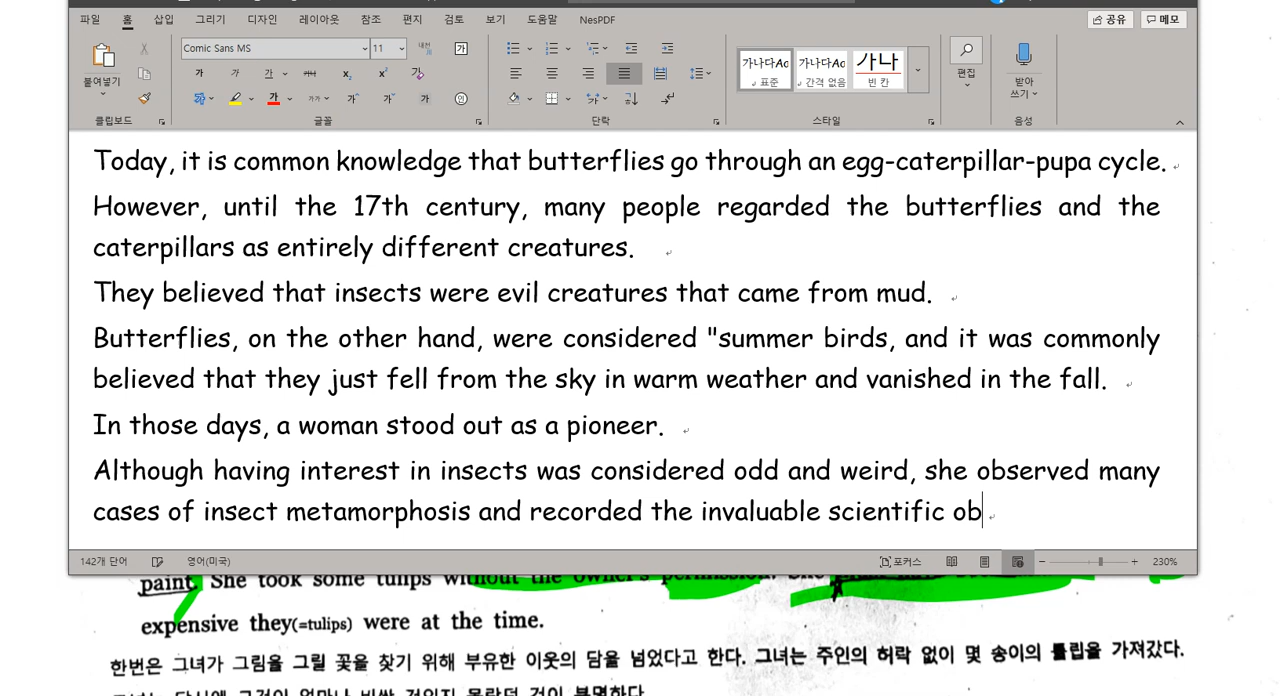 파일 홈 삽입 그리기 디자인 레이아웃 참조 편지 검토 보기 도움말 NesPDF 공유 메모
Comic Sans MS 11
붙여넣기
가나다Ac 가나다Ac 가나
표준 간격 없음 빈 칸
편집
받아
쓰기
클립보드 글꼴 단락 스타일 음성
Today, it is common knowledge that butterflies go through an egg-caterpillar-pupa cycle.
However, until the 17th century, many people regarded the butterflies and the
caterpillars as entirely different creatures.
They believed that insects were evil creatures that came from mud.
Butterflies, on the other hand, were considered "summer birds, and it was commonly
believed that they just fell from the sky in warm weather and vanished in the fall.
In those days, a woman stood out as a pioneer.
Although having interest in insects was considered odd and weird, she observed many
cases of insect metamorphosis and recorded the invaluable scientific ob
142개 단어 영어(미국) 포커스 230%
paint. She took some tulips without the owner's permission. She
expensive they(=tulips) were at the time.
한번은 그녀가 그림을 그릴 꽃을 찾기 위해 부유한 이웃의 담을 넘었다고 한다. 그녀는 주인의 허락 없이 몇 송이의 튤립을 가져갔다.